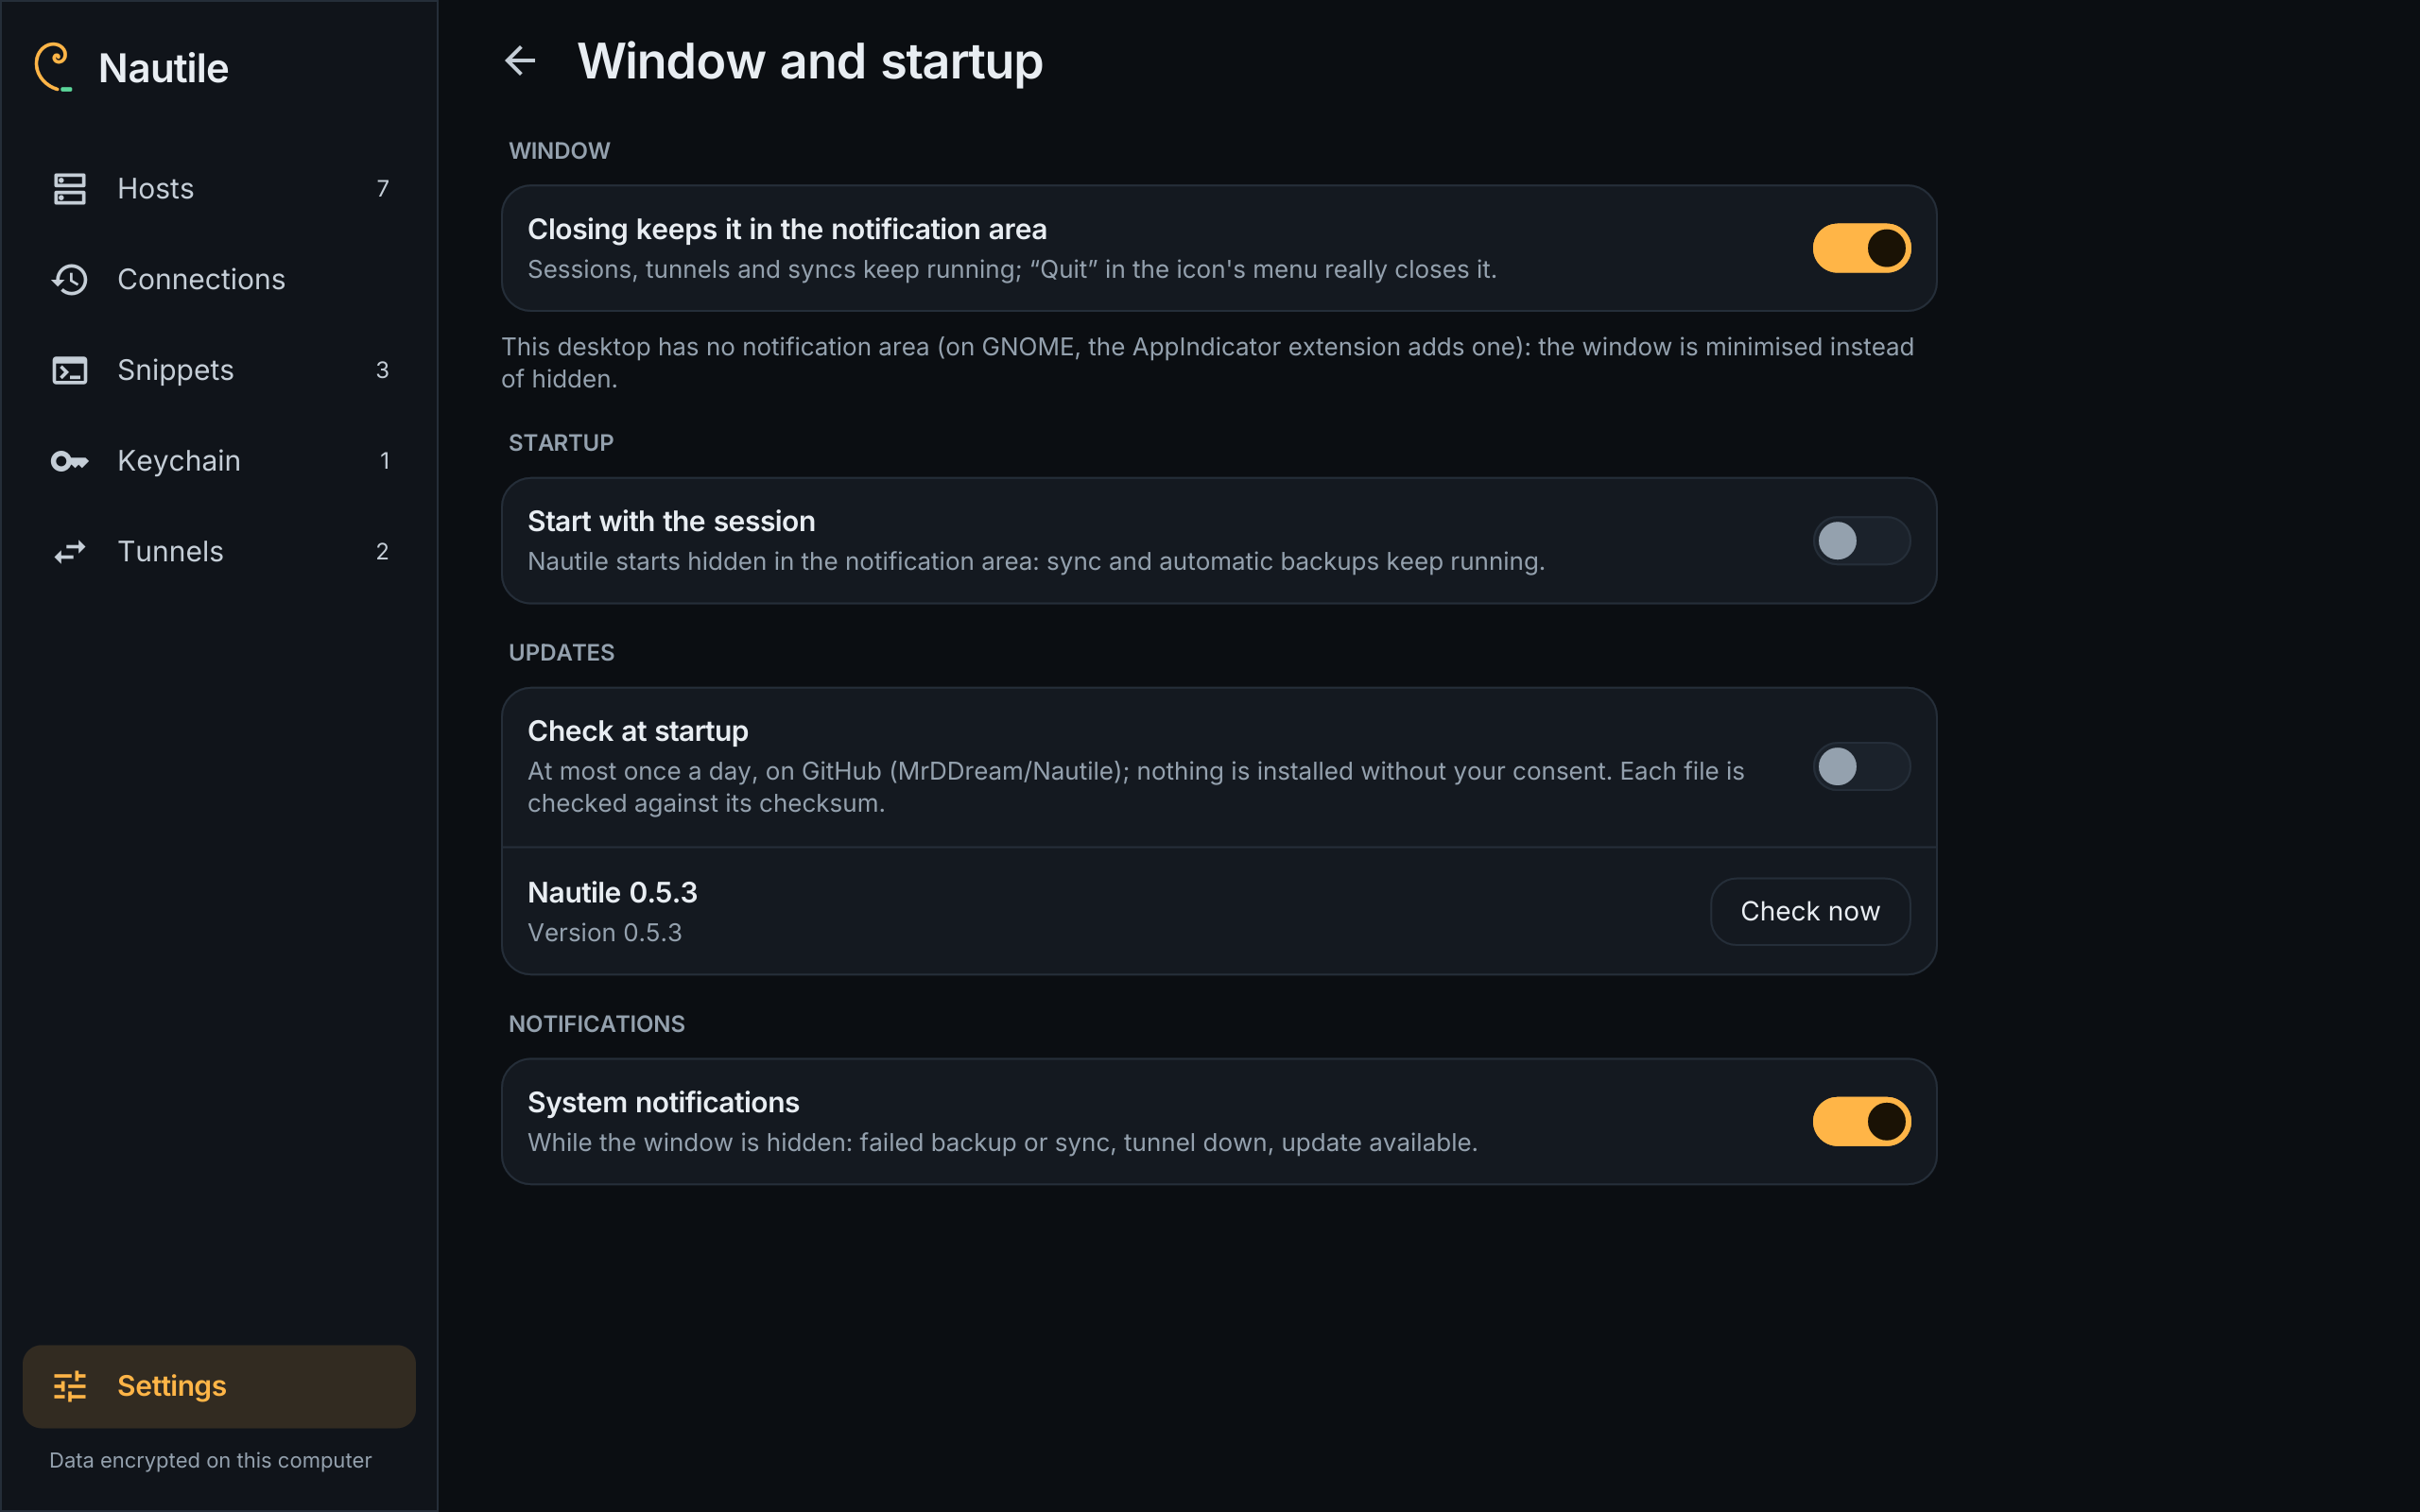 Nautile
Hosts 7
Connections
Snippets 3
Keychain 1
Tunnels 2
Settings
Data encrypted on this computer
Window and startup
WINDOW
Closing keeps it in the notification area
Sessions, tunnels and syncs keep running; “Quit” in the icon's menu really closes it.
This desktop has no notification area (on GNOME, the AppIndicator extension adds one): the window is minimised instead
of hidden.
STARTUP
Start with the session
Nautile starts hidden in the notification area: sync and automatic backups keep running.
UPDATES
Check at startup
At most once a day, on GitHub (MrDDream/Nautile); nothing is installed without your consent. Each file is
checked against its checksum.
Nautile 0.5.3
Version 0.5.3
Check now
NOTIFICATIONS
System notifications
While the window is hidden: failed backup or sync, tunnel down, update available.